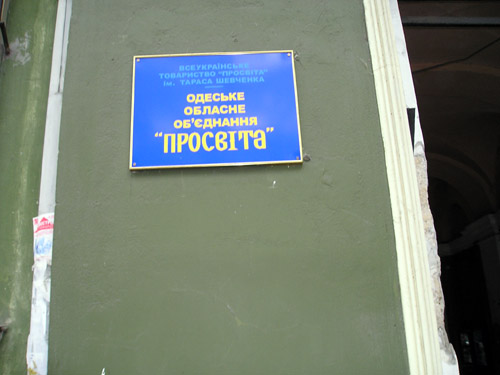 ВСЕУКРАЇНСЬКЕ
ТОВАРИСТВО "ПРОСВІТА"
ім. ТАРАСА ШЕВЧЕНКА
ОДЕСЬКЕ
ОБЛАСНЕ
ОБ'ЄДНАННЯ
"ПРОСВІТА"